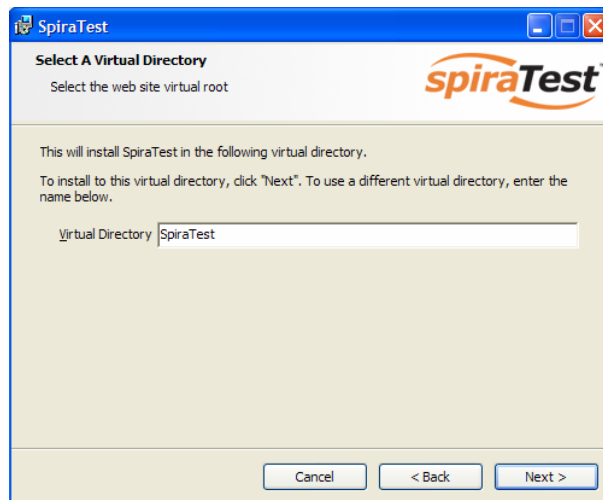 SpiraTest
Select A Virtual Directory
Select the web site virtual root
spiraTest
This will install SpiraTest in the following virtual directory.
To install to this virtual directory, click "Next". To use a different virtual directory, enter the
name below.
Virtual Directory SpiraTest
Cancel < Back Next >